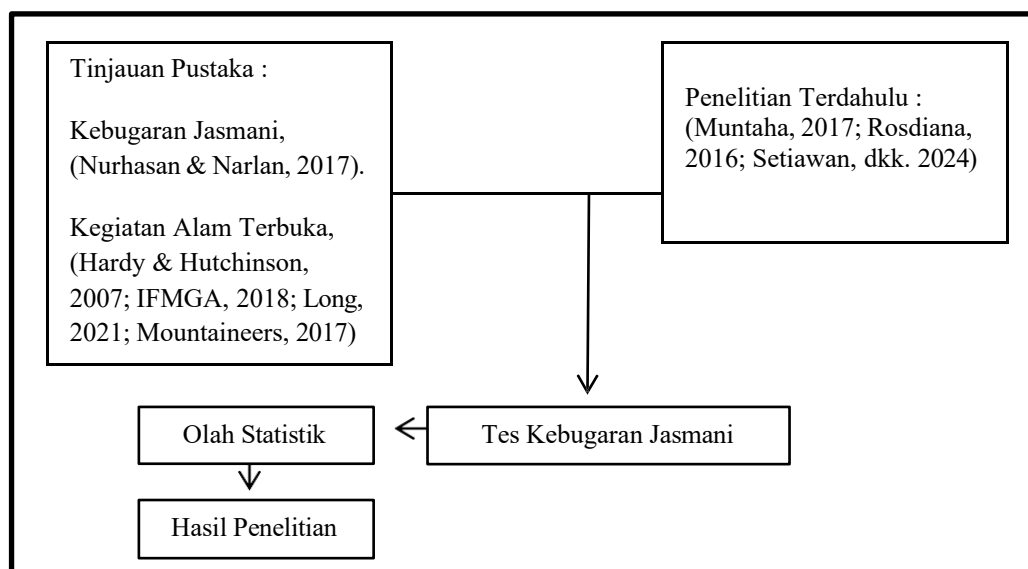 Tinjauan Pustaka :
Kebugaran Jasmani,
(Nurhasan & Narlan, 2017).
Kegiatan Alam Terbuka,
(Hardy & Hutchinson,
2007; IFMGA, 2018; Long,
2021; Mountaineers, 2017)
Penelitian Terdahulu :
(Muntaha, 2017; Rosdiana,
2016; Setiawan, dkk. 2024)
Tes Kebugaran Jasmani
Olah Statistik
Hasil Penelitian